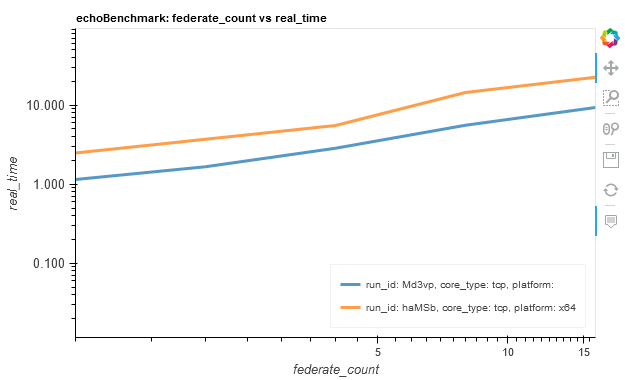 echoBenchmark: federate_count vs real_time
10.000
1.000
0.100
real_time
run_id: Md3vp, core_type: tcp, platform:
run_id: haMSb, core_type: tcp, platform: x64
5
10
15
federate_count